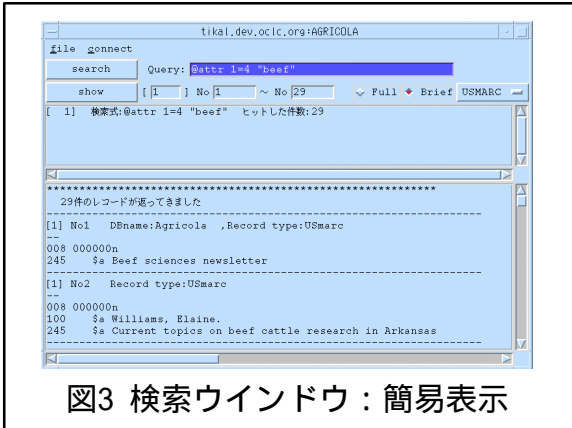 tikal.dev.oclc.org:AGRICOLA
file connect
search Query: @attr 1=4 "beef"
show [ 1 ] No 1 ~ No 29 Full Brief USMARC
[ 1] 検索式:@attr 1=4 "beef" ヒットした件数:29
************************************************************
29件のレコードが返ってきました
--------------------------------------------------------------------
[1] No1 DBname:Agricola ,Record type:USmarc
--
008 000000n
245 $a Beef sciences newsletter
--------------------------------------------------------------------
[1] No2 Record type:USmarc
--
008 000000n
100 $a Williams, Elaine.
245 $a Current topics on beef cattle research in Arkansas
--------------------------------------------------------------------
図3 検索ウインドウ：簡易表示